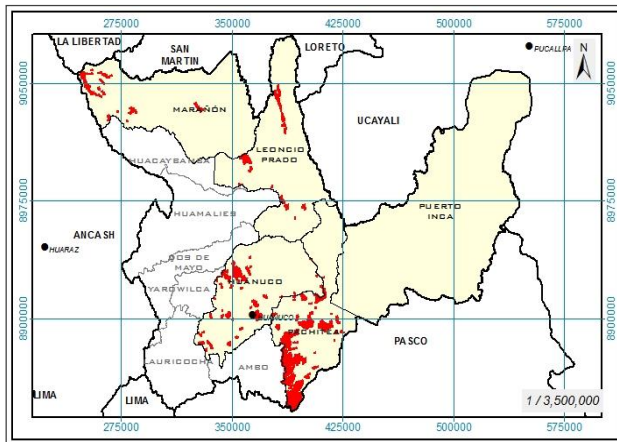 275000 350000 425000 500000 575000
LA LIBERTAD
SAN
MARTIN
LORETO
PUCALLPA
N
9050000
9050000
MARAÑÓN
UCAYALI
LEONCIO
PRADO
HUACAYBAMBA
8975000
8975000
PUERTO
INCA
HUAMALIES
ANCASH
HUARAZ
DOS DE
MAYO
HUANUCO
YAROWILCA
8900000
8900000
HUANUCO
PACHITEA
PASCO
LAURICOCHA
AMBO
LIMA
LIMA
1 / 3,500,000
275000 350000 425000 500000 575000